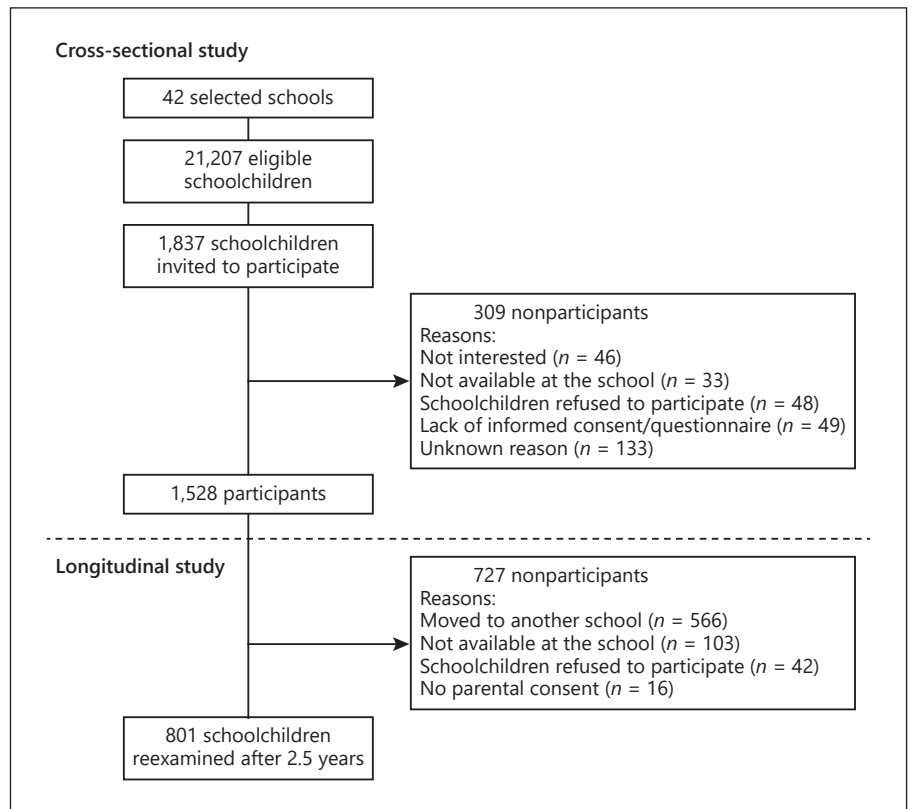 Cross-sectional study
42 selected schools
21,207 eligible
schoolchildren
1,837 schoolchildren
invited to participate
309 nonparticipants
Reasons:
Not interested (n = 46)
Not available at the school (n = 33)
Schoolchildren refused to participate (n = 48)
Lack of informed consent/questionnaire (n = 49)
Unknown reason (n = 133)
1,528 participants
Longitudinal study
727 nonparticipants
Reasons:
Moved to another school (n = 566)
Not available at the school (n = 103)
Schoolchildren refused to participate (n = 42)
No parental consent (n = 16)
801 schoolchildren
reexamined after 2.5 years